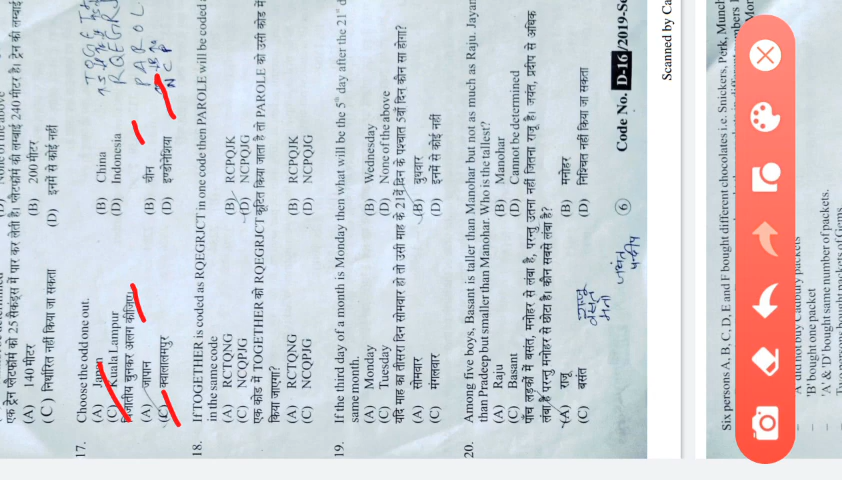 एक ट्रेन प्लेटफॉर्म को 25 सैकंड्स में पार कर लेती है। प्लैटफॉर्म की लम्बाई 240 मीटर है। ट्रेन की लम्बाई
(A) 140 मीटर (B) 200 मीटर
(C) निर्धारित नहीं किया जा सकता (D) इनमें से कोई नहीं
17. Choose the odd one out.
(A) Japan (B) China
(C) Kuala Lumpur (D) Indonesia
विजातीय चुनकर अलग कीजिए।
(A) जापान (B) चीन
(C) क्वालालमपुर (D) इण्डोनेशिया
18. If TOGETHER is coded as RQEGRJCT in one code then PAROLE will be coded
in the same code
(A) RCTQNG (B) RCPQJK
(C) NCQPJG (D) NCPQJG
एक कोड में TOGETHER को RQEGRJCT कूटित किया जाता है तो PAROLE को उसी कोड में
किया जाएगा?
(A) RCTQNG (B) RCPQJK
(C) NCQPJG (D) NCPQJG
19. If the third day of a month is Monday then what will be the 5th day after the 21st d
same month.
(A) Monday (B) Wednesday
(C) Tuesday (D) None of the above
यदि माह का तीसरा दिन सोमवार हो तो उसी माह के 21वें दिन के पश्चात 5वाँ दिन कौन सा होगा?
(A) सोमवार (B) बुधवार
(C) मंगलवार (D) इनमें से कोई नहीं
20. Among five boys, Basant is taller than Manohar but not as much as Raju. Jayan
than Pradeep but smaller than Manohar. Who is the tallest?
(A) Raju (B) Manohar
(C) Basant (D) Cannot be determined
पाँच लड़कों में बसंत, मनोहर से लंबा है, परन्तु उतना नहीं जितना राजू है। जयंत, प्रदीप से अधिक
लंबा है परन्तु मनोहर से छोटा है। कौन सबसे लंबा है?
(A) राजू (B) मनोहर
(C) बसंत (D) निश्चित नहीं किया जा सकता
6 Code No. D-16/2019-Se
Scanned by Ca
Six persons A, B, C, D, E and F bought different chocolates i.e. Snickers, Perk, Munch
'B' bought one packet
'A' & 'D' bought same number of packets.